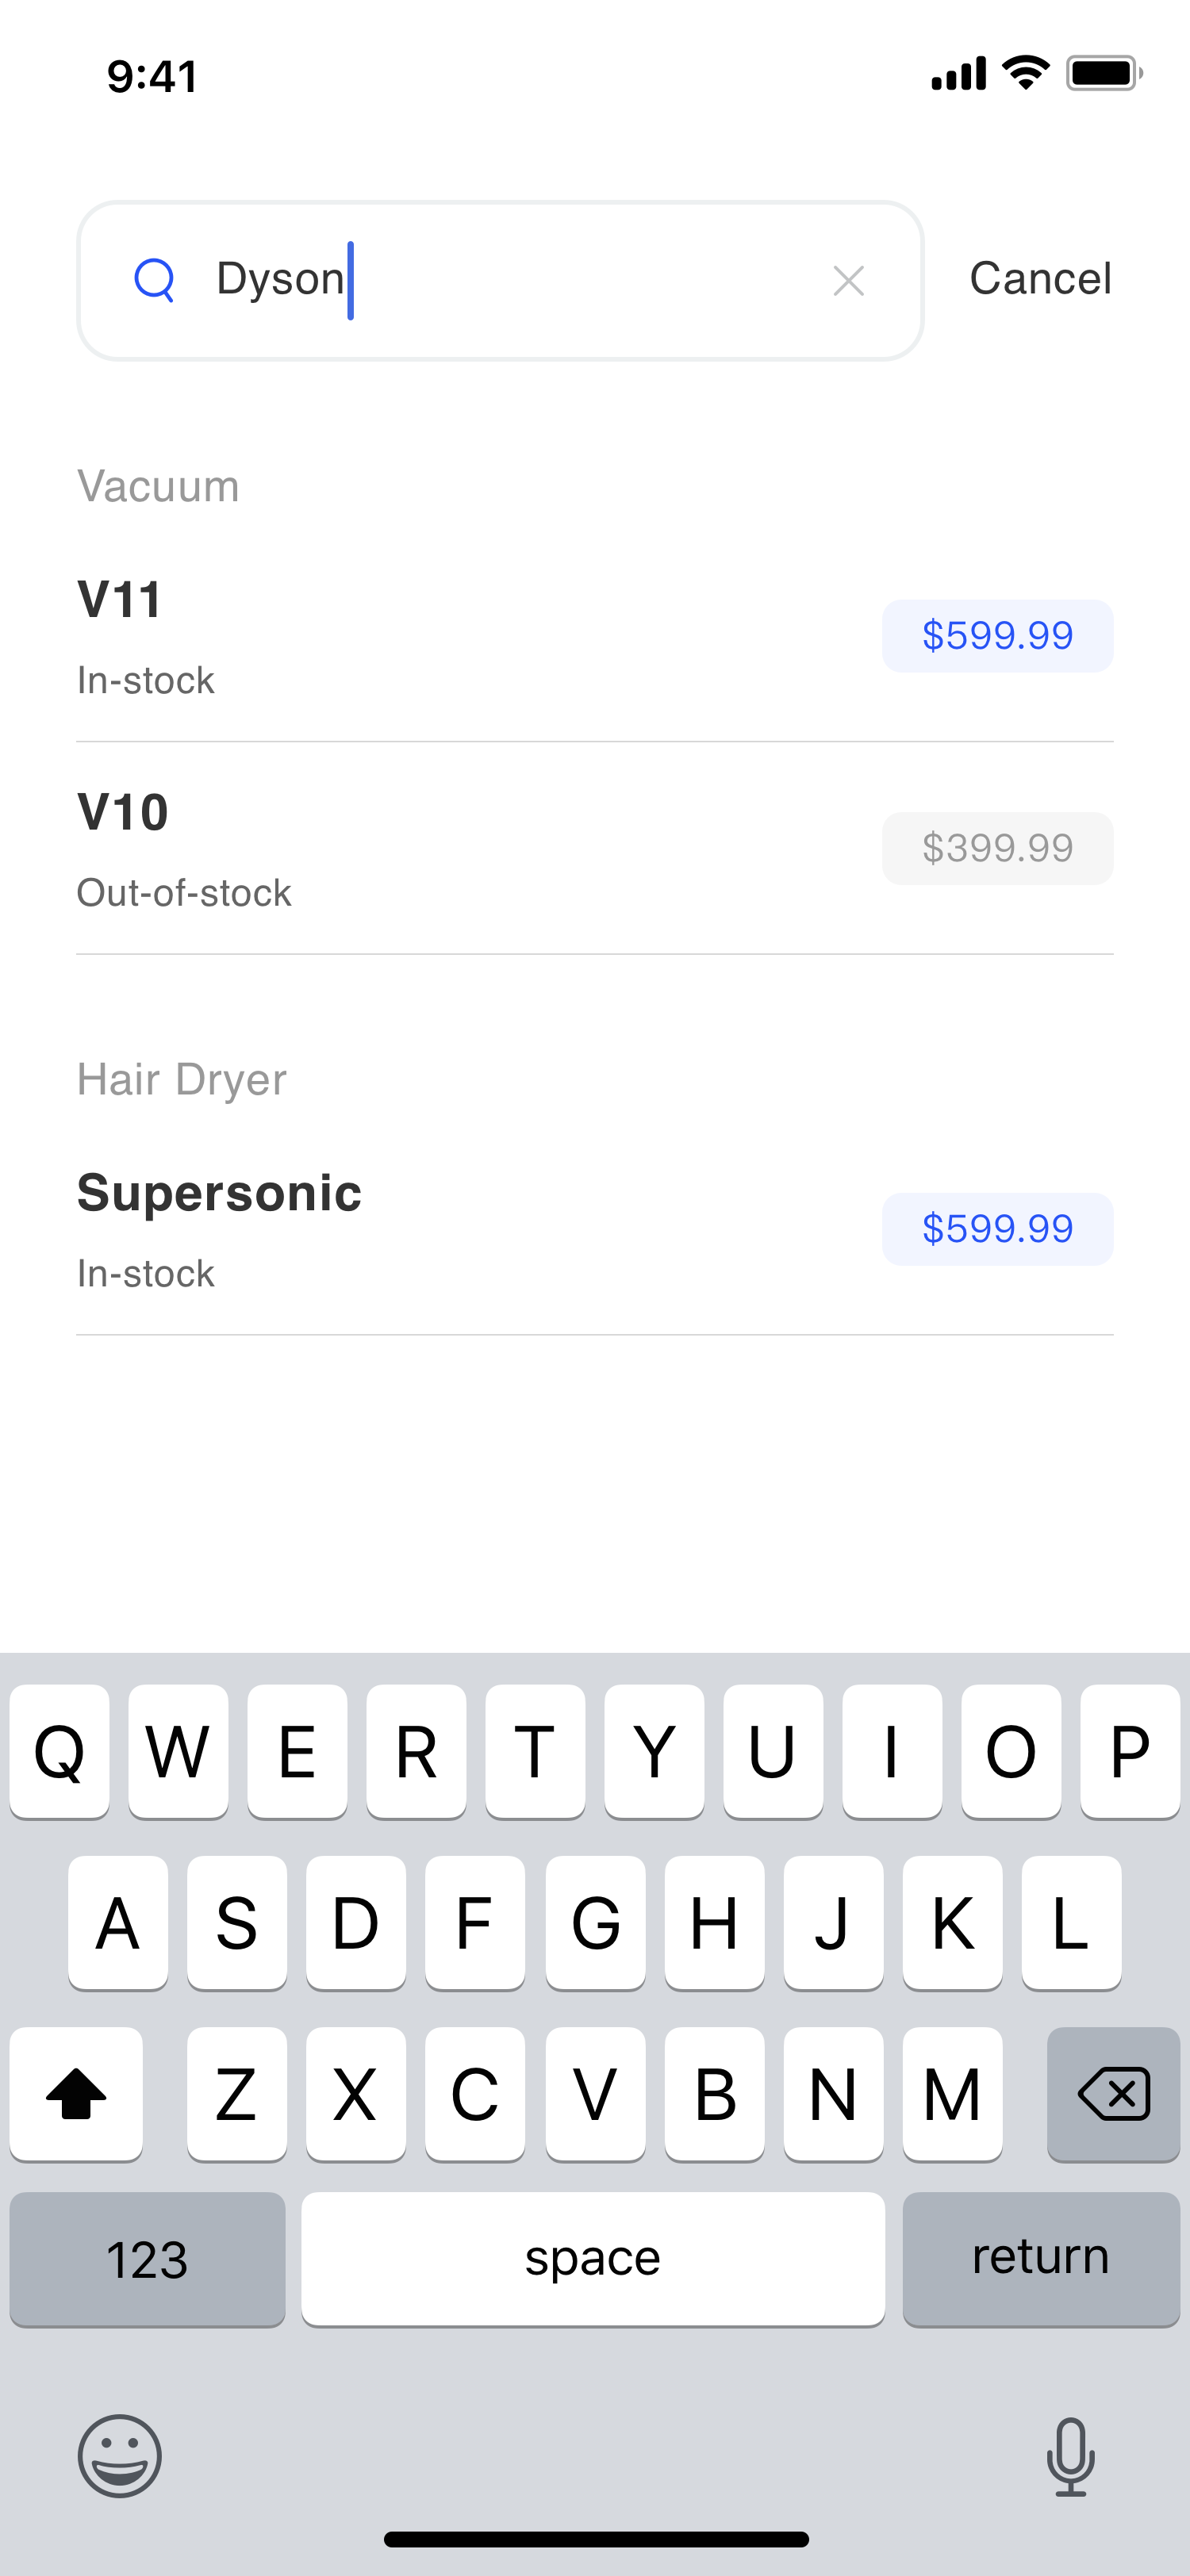 9:41
Dyson
Cancel
Vacuum
V11
$599.99
In-stock
V10
$399.99
Out-of-stock
Hair Dryer
Supersonic
$599.99
In-stock
Q W E R T Y U I O P
A S D F G H J K L
Z X C V B N M
123 space return